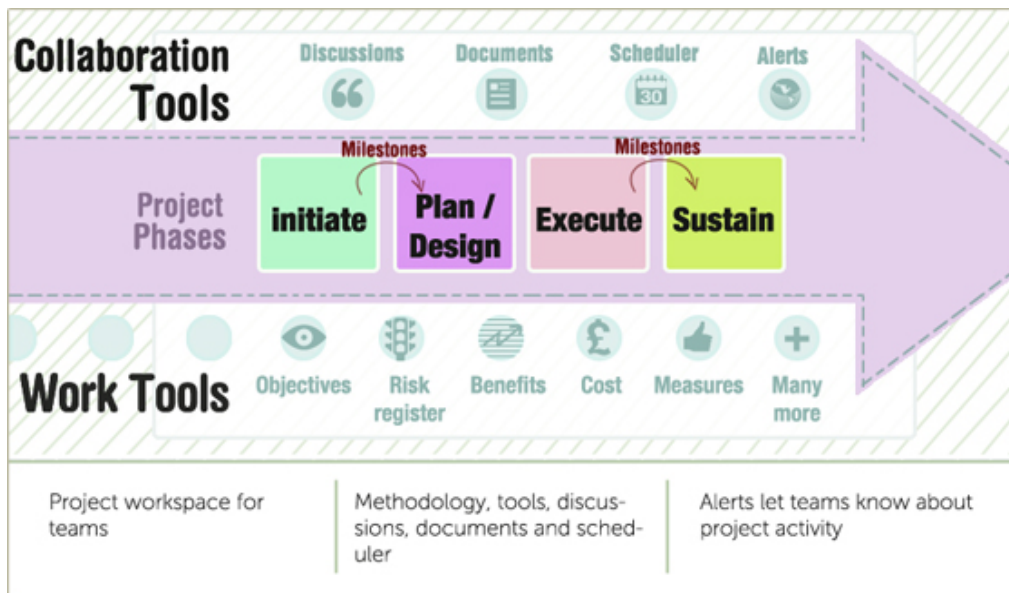 Collaboration
Tools
Discussions
Documents
Scheduler
Alerts
30
Milestones
Milestones
Project
Phases
initiate
Plan /
Design
Execute
Sustain
Work Tools
Objectives
Risk
register
Benefits
£
Cost
Measures
Many
more
Project workspace for
teams
Methodology, tools, discus-
sions, documents and sched-
uler
Alerts let teams know about
project activity